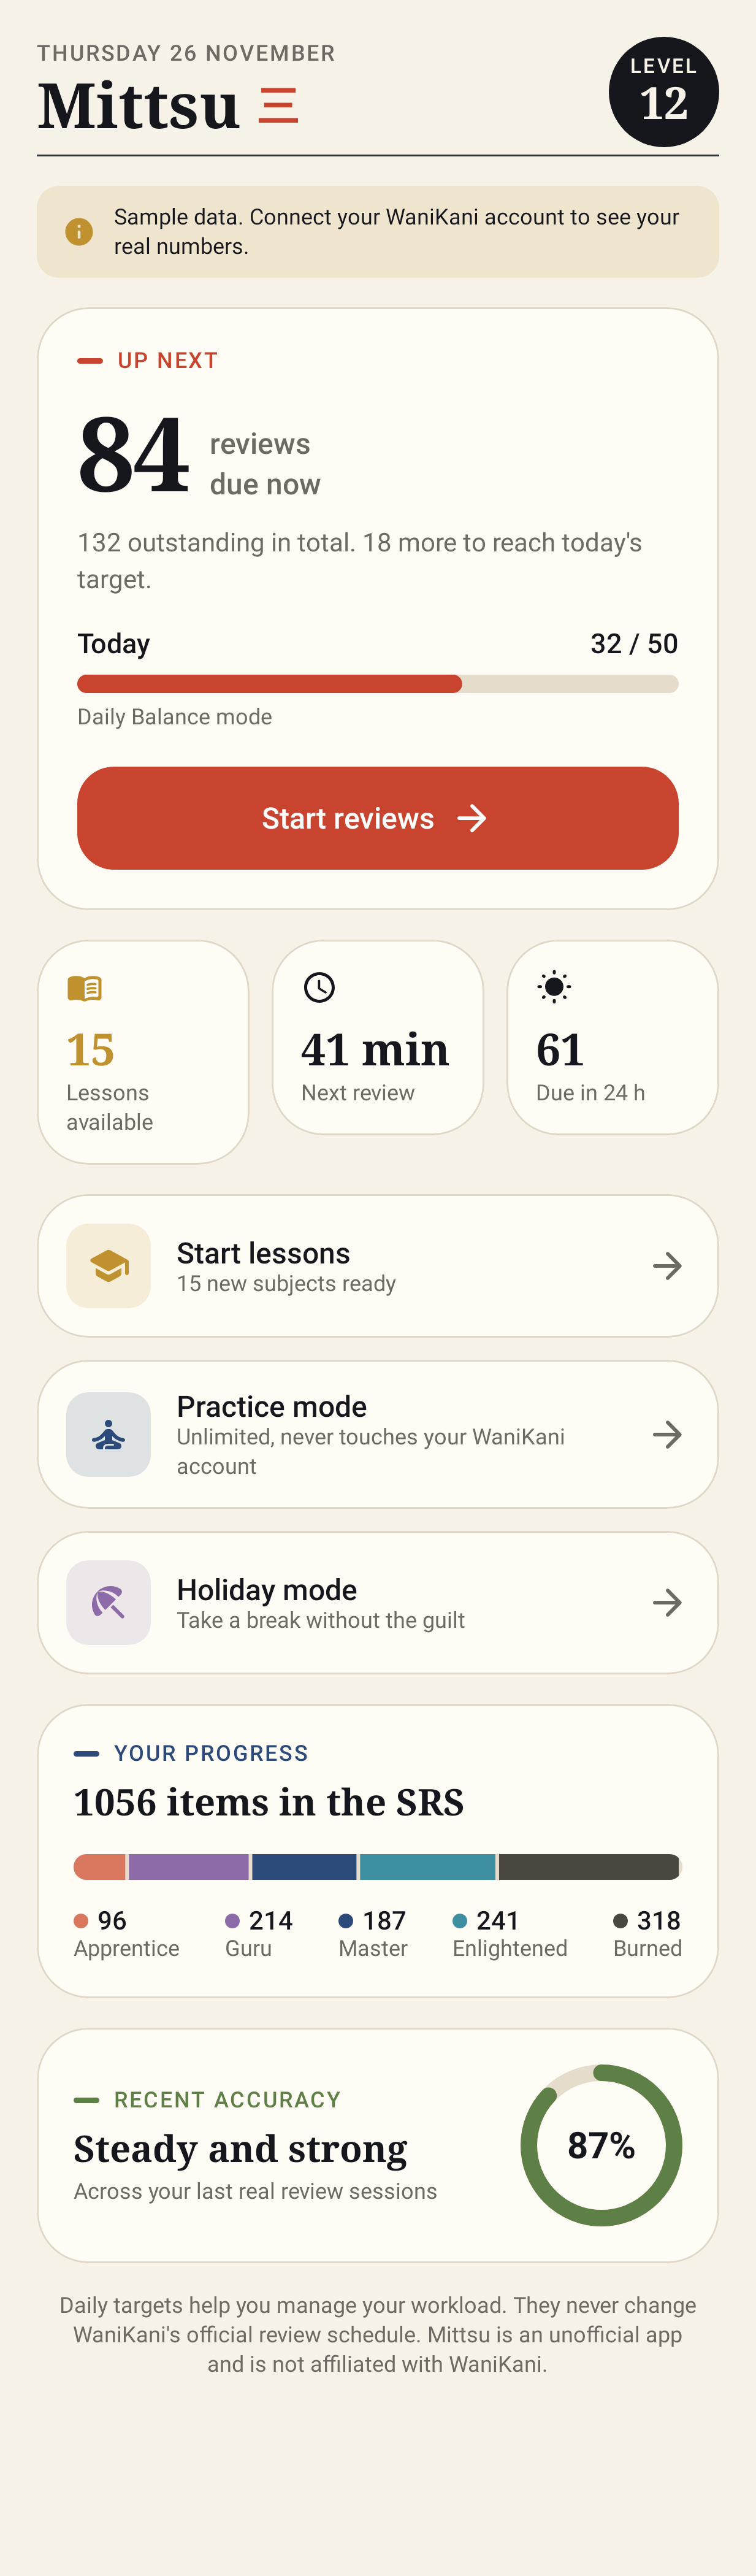 THURSDAY 26 NOVEMBER
Mittsu 三
LEVEL
12
Sample data. Connect your WaniKani account to see your
real numbers.
UP NEXT
84
reviews
due now
132 outstanding in total. 18 more to reach today's
target.
Today
32 / 50
Daily Balance mode
Start reviews
15
Lessons
available
41 min
Next review
61
Due in 24 h
Start lessons
15 new subjects ready
Practice mode
Unlimited, never touches your WaniKani
account
Holiday mode
Take a break without the guilt
YOUR PROGRESS
1056 items in the SRS
96
Apprentice
214
Guru
187
Master
241
Enlightened
318
Burned
RECENT ACCURACY
Steady and strong
Across your last real review sessions
87%
Daily targets help you manage your workload. They never change
WaniKani's official review schedule. Mittsu is an unofficial app
and is not affiliated with WaniKani.